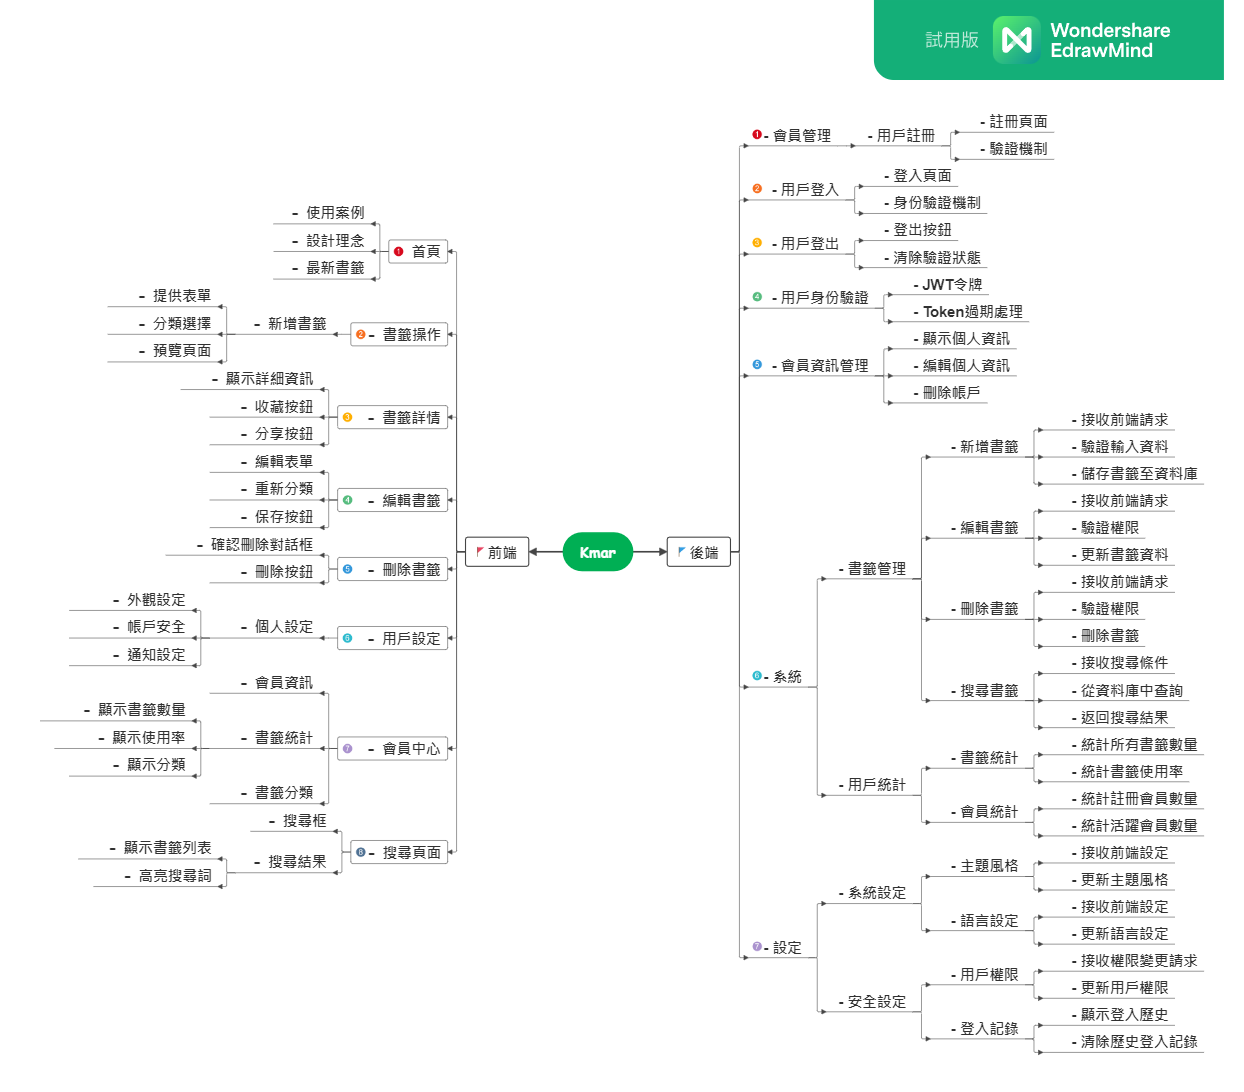 試用版
Wondershare
EdrawMind
Kmar
前端
1 首頁
- 使用案例
- 設計理念
- 最新書籤
2 - 書籤操作
- 新增書籤
- 提供表單
- 分類選擇
- 預覽頁面
3 - 書籤詳情
- 顯示詳細資訊
- 收藏按鈕
- 分享按鈕
4 - 編輯書籤
- 編輯表單
- 重新分類
- 保存按鈕
5 - 刪除書籤
- 確認刪除對話框
- 刪除按鈕
6 - 用戶設定
- 個人設定
- 外觀設定
- 帳戶安全
- 通知設定
7 - 會員中心
- 會員資訊
- 書籤統計
- 顯示書籤數量
- 顯示使用率
- 顯示分類
- 書籤分類
8 - 搜尋頁面
- 搜尋框
- 搜尋結果
- 顯示書籤列表
- 高亮搜尋詞
後端
1 - 會員管理
- 用戶註冊
- 註冊頁面
- 驗證機制
2 - 用戶登入
- 登入頁面
- 身份驗證機制
3 - 用戶登出
- 登出按鈕
- 清除驗證狀態
4 - 用戶身份驗證
- JWT令牌
- Token過期處理
5 - 會員資訊管理
- 顯示個人資訊
- 編輯個人資訊
- 刪除帳戶
6 - 系統
- 書籤管理
- 新增書籤
- 接收前端請求
- 驗證輸入資料
- 儲存書籤至資料庫
- 編輯書籤
- 接收前端請求
- 驗證權限
- 更新書籤資料
- 刪除書籤
- 接收前端請求
- 驗證權限
- 刪除書籤
- 搜尋書籤
- 接收搜尋條件
- 從資料庫中查詢
- 返回搜尋結果
- 用戶統計
- 書籤統計
- 統計所有書籤數量
- 統計書籤使用率
- 會員統計
- 統計註冊會員數量
- 統計活躍會員數量
7 - 設定
- 系統設定
- 主題風格
- 接收前端設定
- 更新主題風格
- 語言設定
- 接收前端設定
- 更新語言設定
- 安全設定
- 用戶權限
- 接收權限變更請求
- 更新用戶權限
- 登入記錄
- 顯示登入歷史
- 清除歷史登入記錄